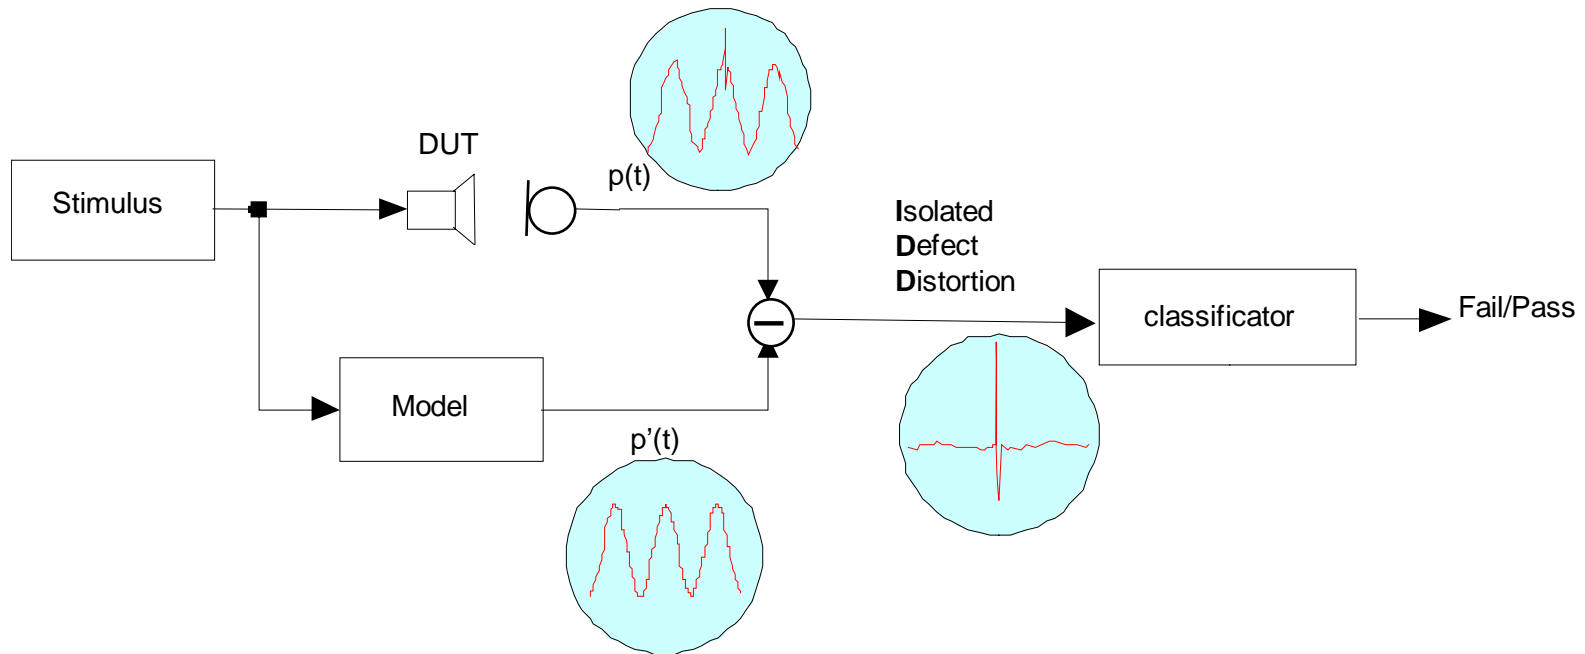 DUT
Stimulus
p(t)
Isolated
Defect
Distortion
classificator
Fail/Pass
Model
p’(t)